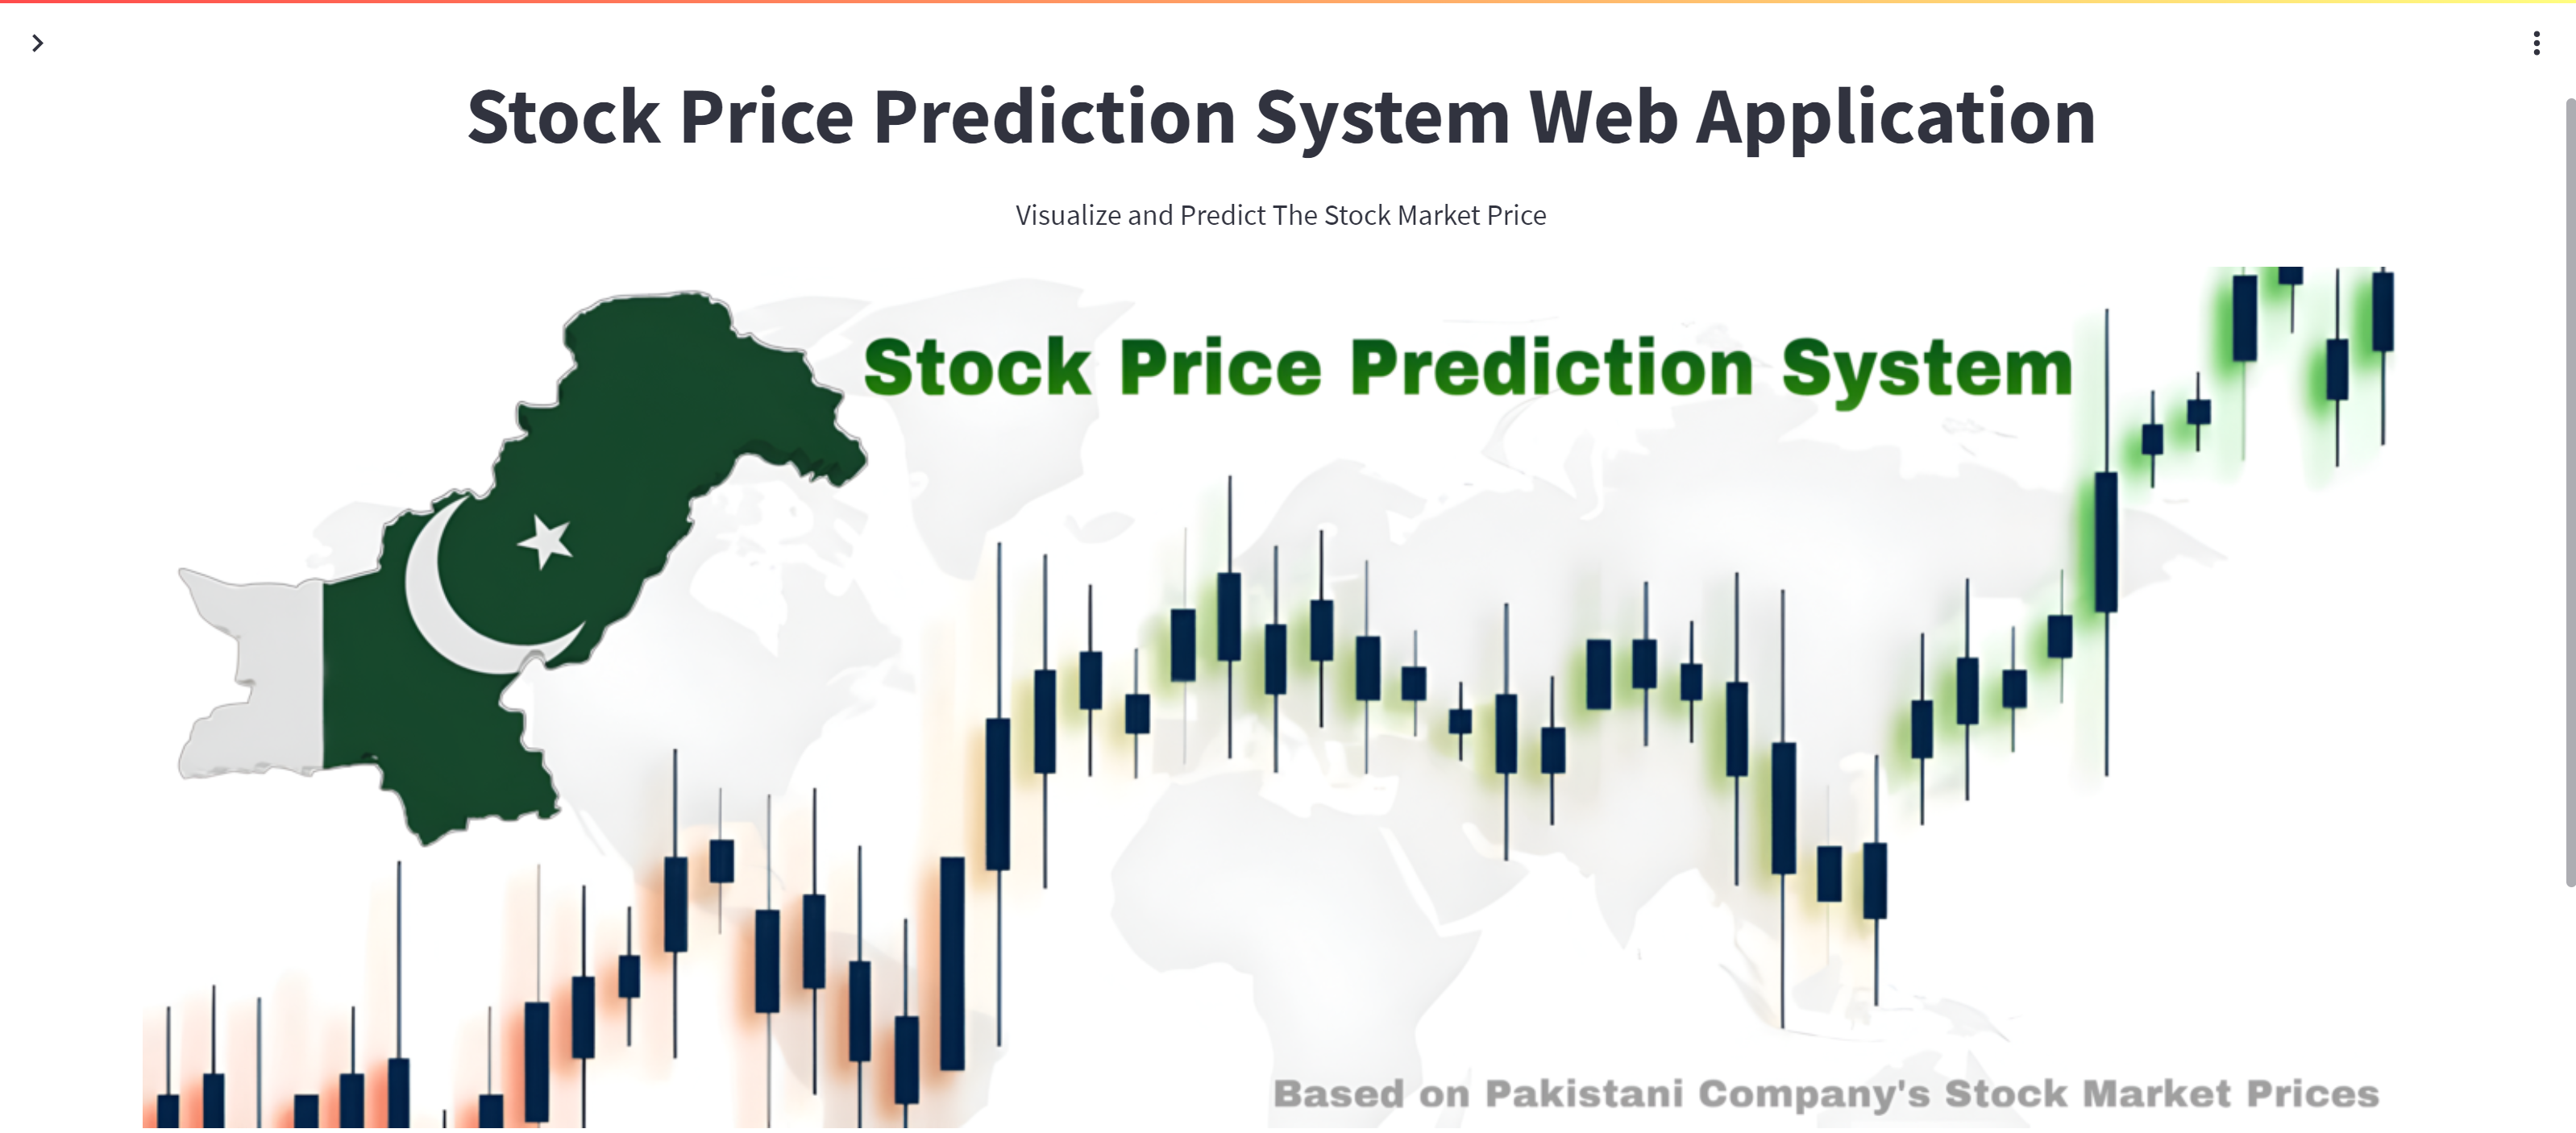 Stock Price Prediction System Web Application
Visualize and Predict The Stock Market Price
Stock Price Prediction System
Based on Pakistani Company's Stock Market Prices